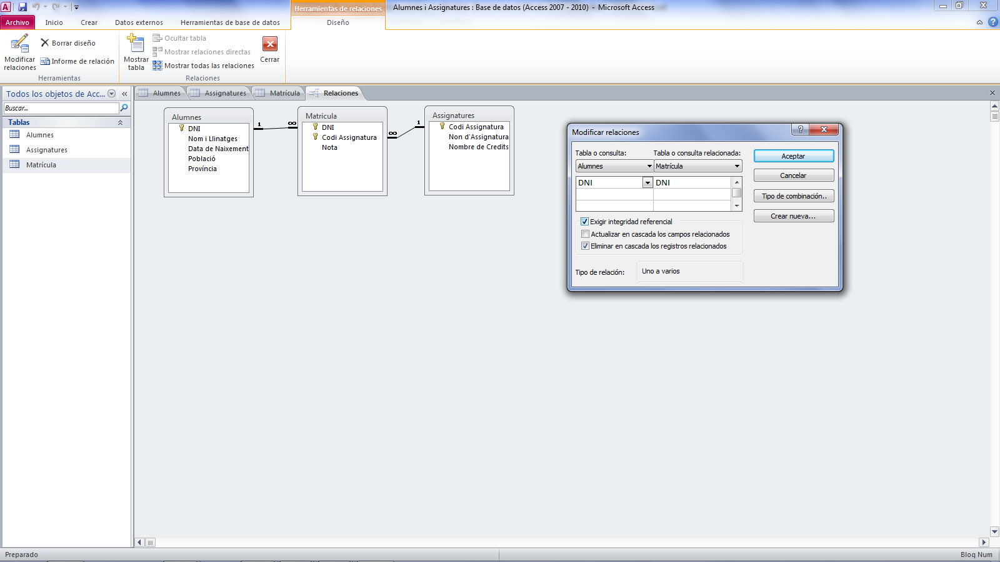 Herramientas de relaciones
Alumnes i Assignatures : Base de datos (Access 2007 - 2010) - Microsoft Access
Archivo
Inicio
Crear
Datos externos
Herramientas de base de datos
Diseño
Modificar
relaciones
Borrar diseño
Informe de relación
Herramientas
Mostrar
tabla
Ocultar tabla
Mostrar relaciones directas
Mostrar todas las relaciones
Relaciones
Cerrar
Todos los objetos de Acc...
Buscar...
Tablas
Alumnes
Assignatures
Matrícula
Alumnes
Assignatures
Matrícula
Relaciones
Alumnes
DNI
Nom i Llinatges
Data de Naixement
Població
Província
1
∞
Matrícula
DNI
Codi Assignatura
Nota
∞
1
Assignatures
Codi Assignatura
Non d'Assignatura
Nombre de Credits
Modificar relaciones
Tabla o consulta:
Tabla o consulta relacionada:
Alumnes
Matrícula
DNI
DNI
Exigir integridad referencial
Actualizar en cascada los campos relacionados
Eliminar en cascada los registros relacionados
Tipo de relación:
Uno a varios
Aceptar
Cancelar
Tipo de combinación..
Crear nueva...
Preparado
Bloq Num